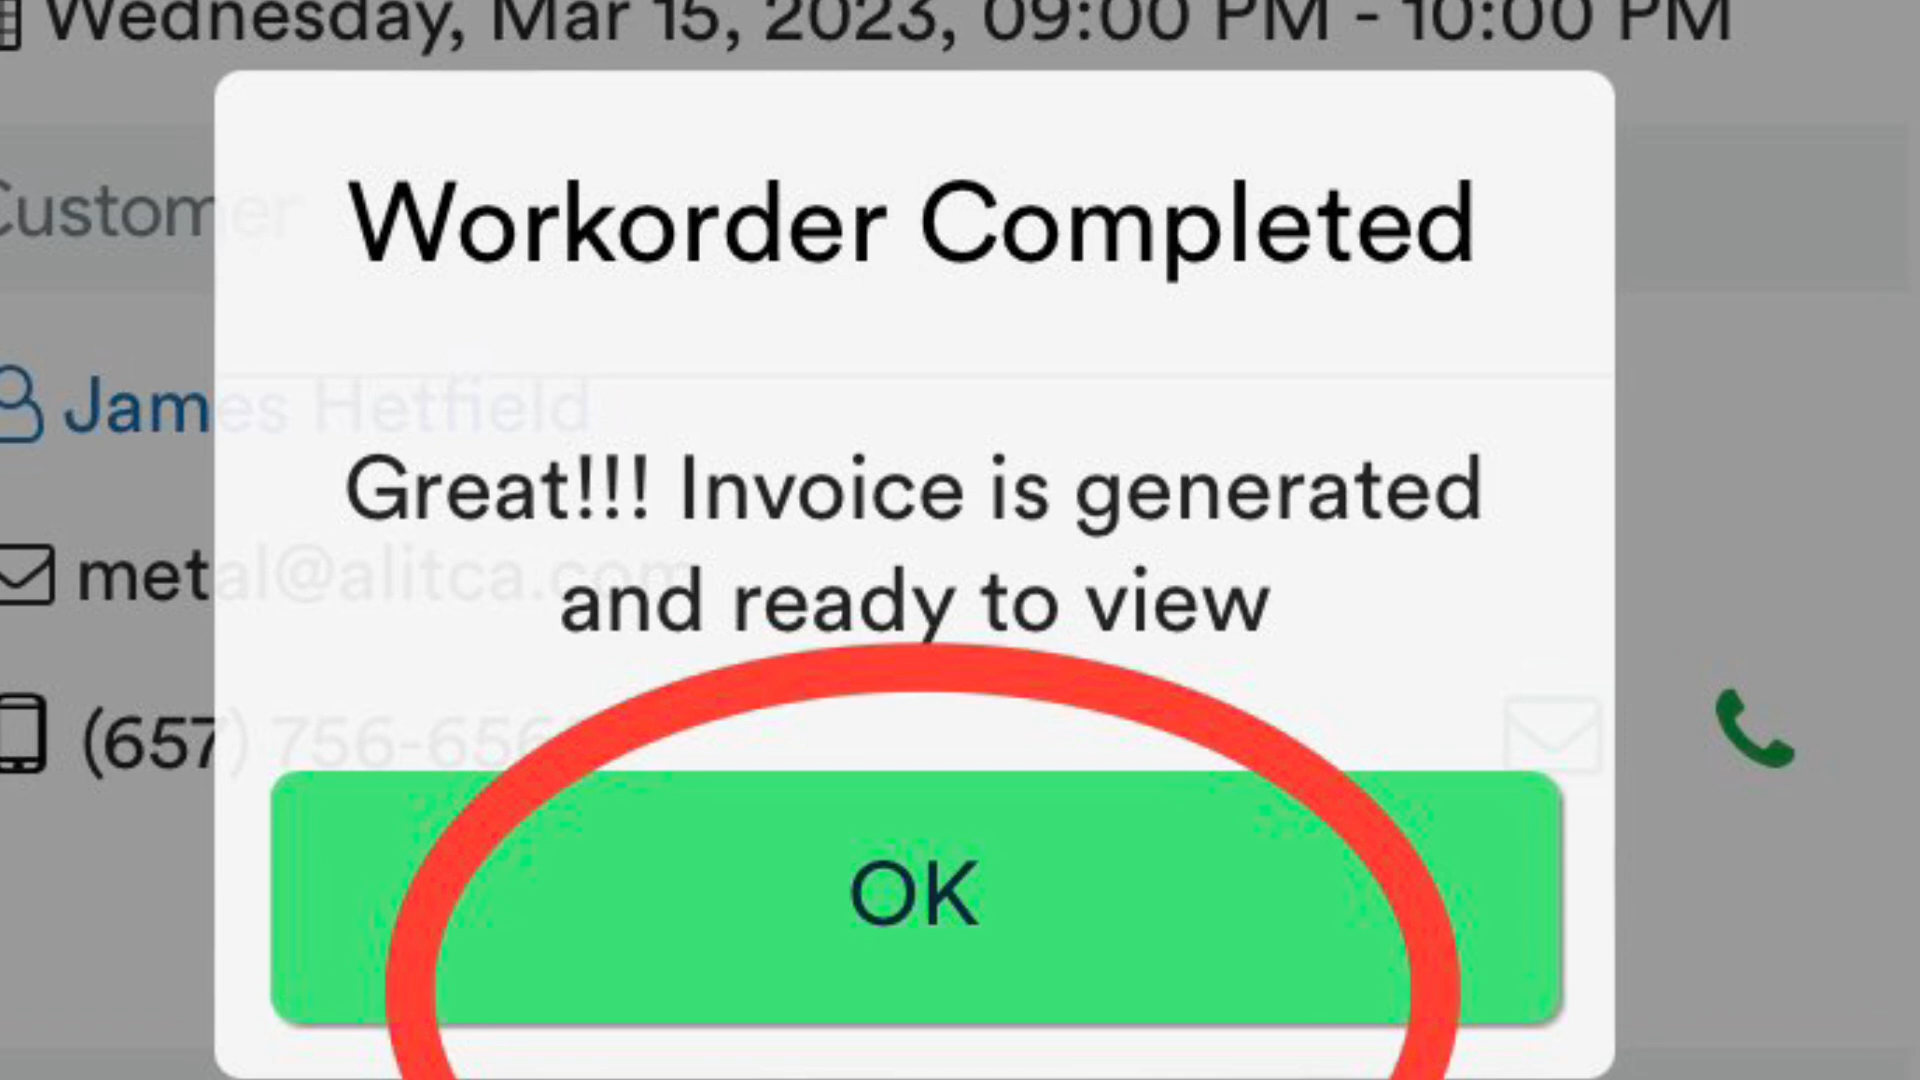 Wednesday, Mar 15, 2023, 09:00 PM - 10:00 PM
Workorder Completed
Customer
James Hetfield
Great!!! Invoice is generated
and ready to view
metal@alitca.com
(657) 756-656
OK